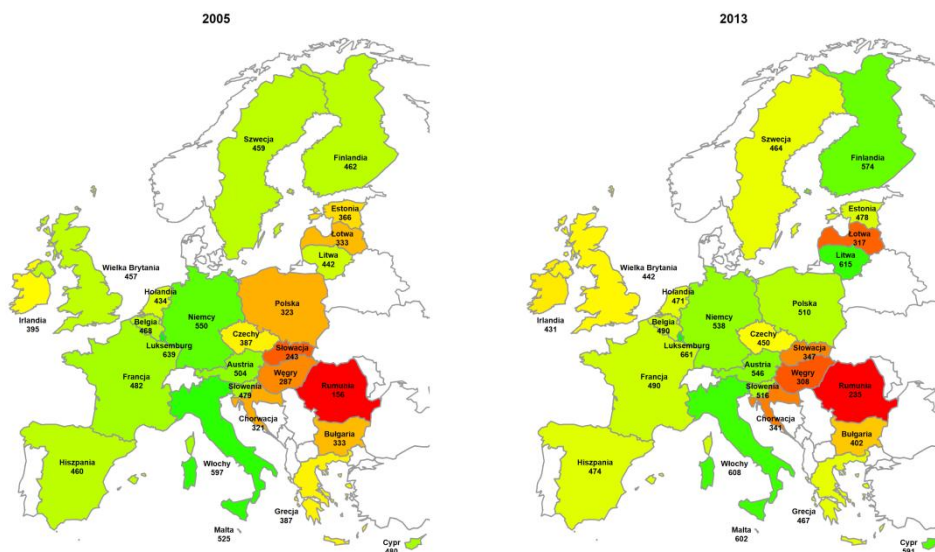 2005
Szwecja
459
Finlandia
462
Estonia
366
Łotwa
333
Litwa
442
Wielka Brytania
457
Irlandia
395
Holandia
434
Belgia
468
Luksemburg
639
Niemcy
550
Polska
323
Czechy
387
Słowacja
243
Austria
504
Węgry
287
Słowenia
479
Rumunia
156
Francja
482
Chorwacja
321
Bułgaria
333
Hiszpania
460
Włochy
597
Grecja
387
Malta
525
Cypr
480
2013
Szwecja
464
Finlandia
574
Estonia
478
Łotwa
317
Litwa
615
Wielka Brytania
442
Irlandia
431
Holandia
471
Belgia
490
Luksemburg
661
Niemcy
538
Polska
510
Czechy
450
Słowacja
347
Austria
546
Węgry
308
Słowenia
516
Rumunia
Francja
490
Chorwacja
341
Bułgaria
402
Hiszpania
474
Włochy
608
Grecja
467
Malta
602
Cypr
591